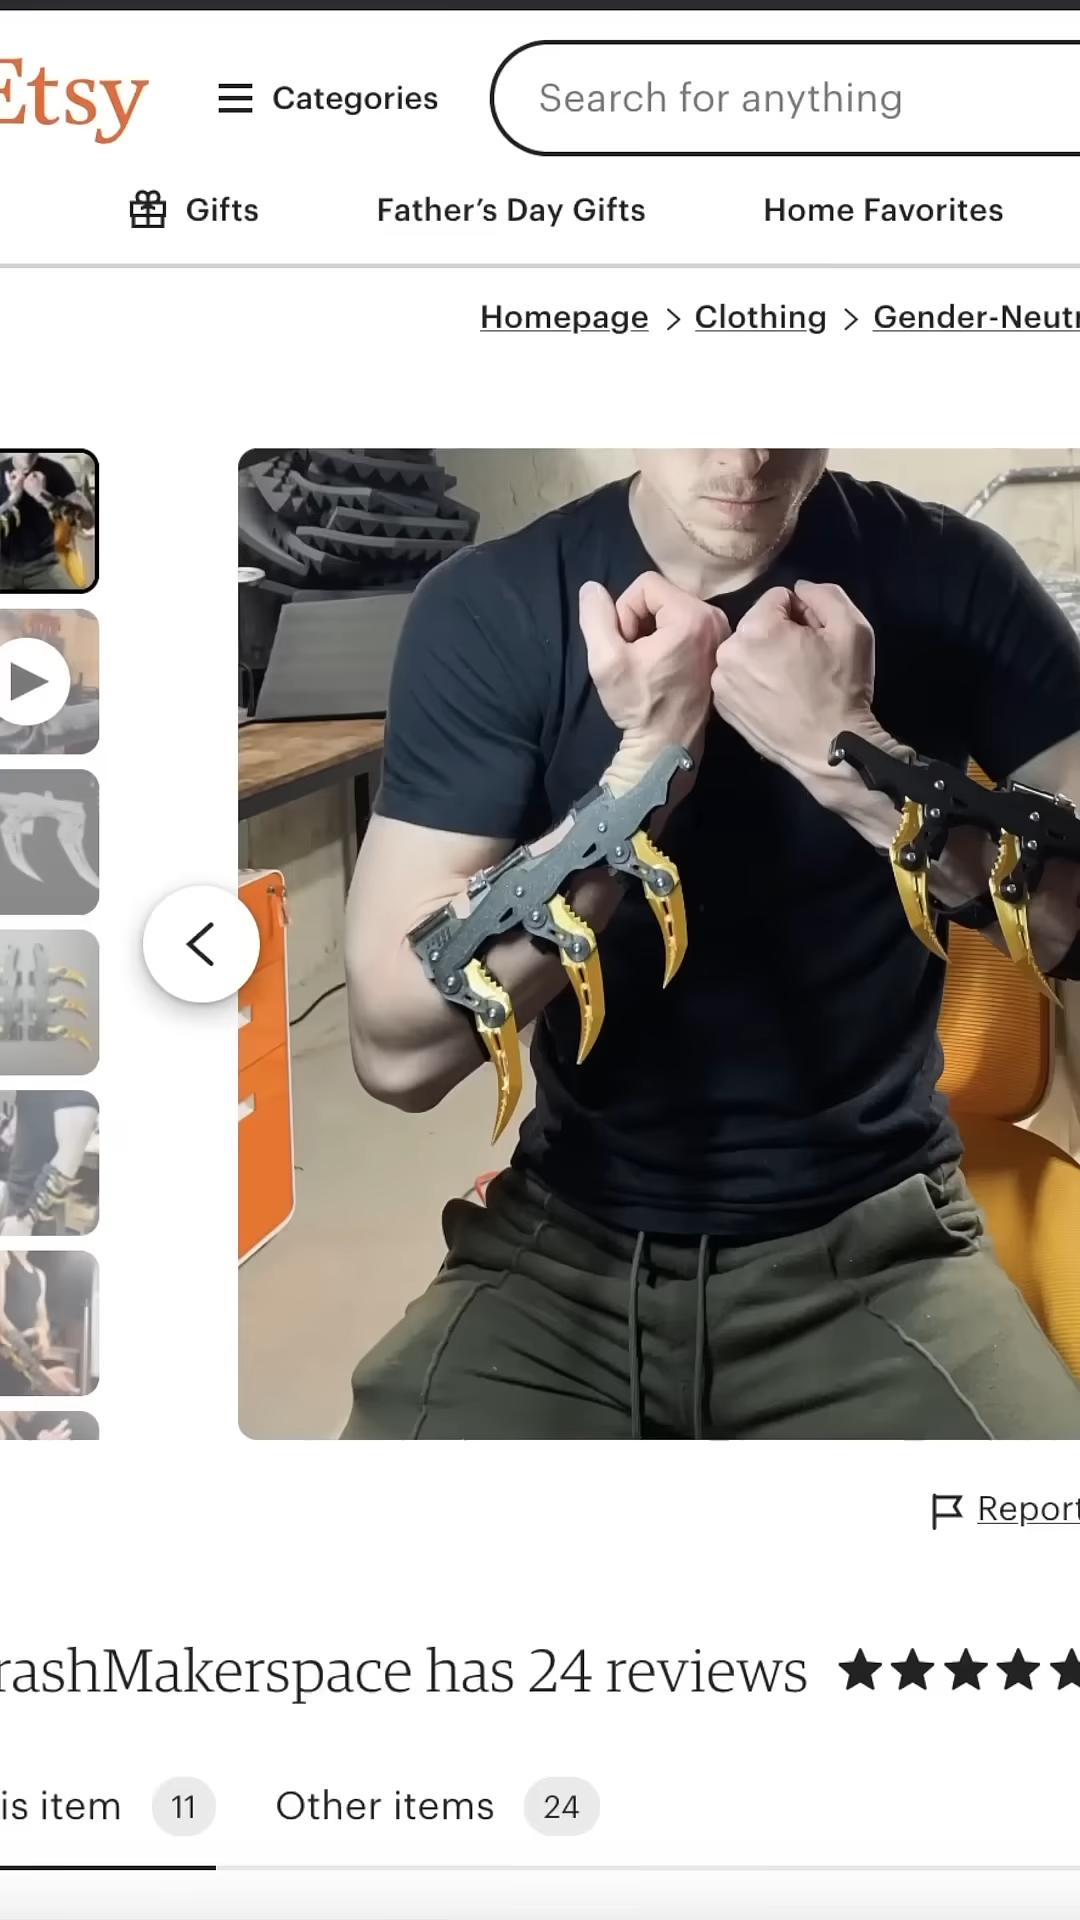 Etsy
Categories
Search for anything
Gifts
Father's Day Gifts
Home Favorites
Homepage > Clothing > Gender-Neutr
Report
rashMakerspace has 24 reviews
is item 11
Other items 24